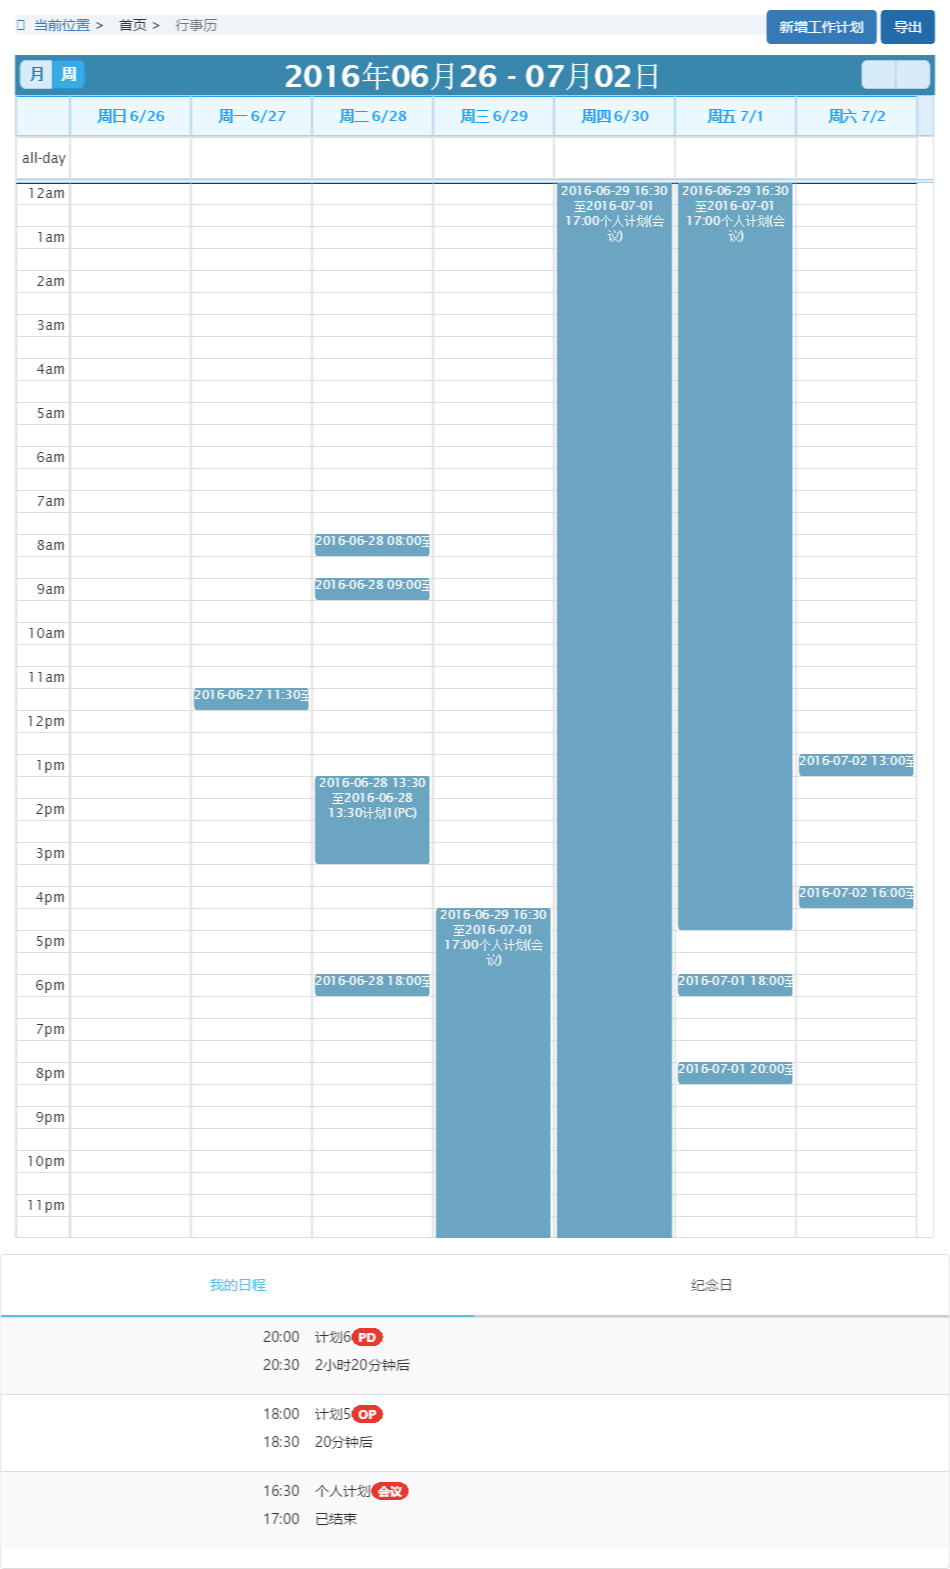 当前位置 > 首页 > 行事历
新增工作计划 导出
月 周
2016年06月26 - 07月02日
周日 6/26 周一 6/27 周二 6/28 周三 6/29 周四 6/30 周五 7/1 周六 7/2
all-day
12am
2016-06-29 16:30
至2016-07-01
17:00个人计划(会
议)
2016-06-29 16:30
至2016-07-01
17:00个人计划(会
议)
1am
2am
3am
4am
5am
6am
7am
8am
2016-06-28 08:00至
9am
2016-06-28 09:00至
10am
11am
2016-06-27 11:30至
12pm
1pm
2016-07-02 13:00至
2016-06-28 13:30
至2016-06-28
13:30计划1(PC)
2pm
3pm
4pm
2016-07-02 16:00至
2016-06-29 16:30
至2016-07-01
17:00个人计划(会
议)
5pm
6pm
2016-06-28 18:00至
2016-07-01 18:00至
7pm
8pm
2016-07-01 20:00至
9pm
10pm
11pm
我的日程 纪念日
20:00 计划6 PD
20:30 2小时20分钟后
18:00 计划5 OP
18:30 20分钟后
16:30 个人计划 会议
17:00 已结束